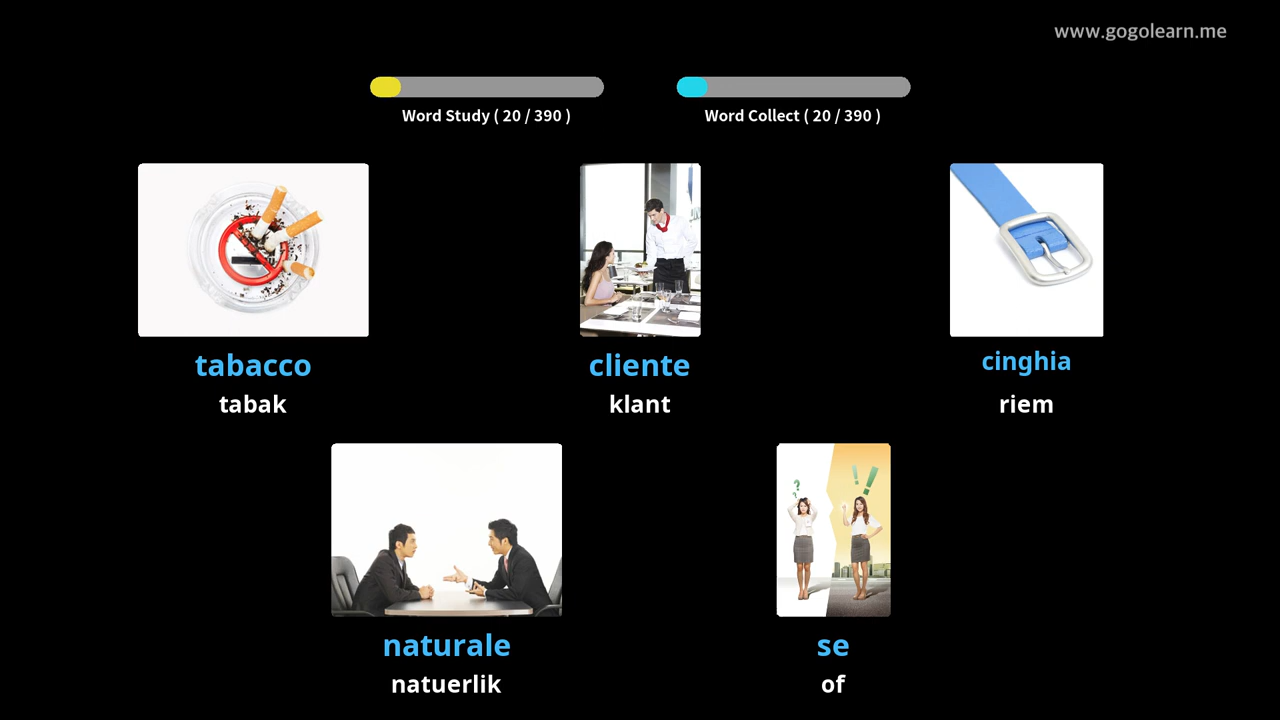 www.gogolearn.me
Word Study ( 20 / 390 )
Word Collect ( 20 / 390 )
tabacco
tabak
cliente
klant
cinghia
riem
naturale
natuerlik
se
of